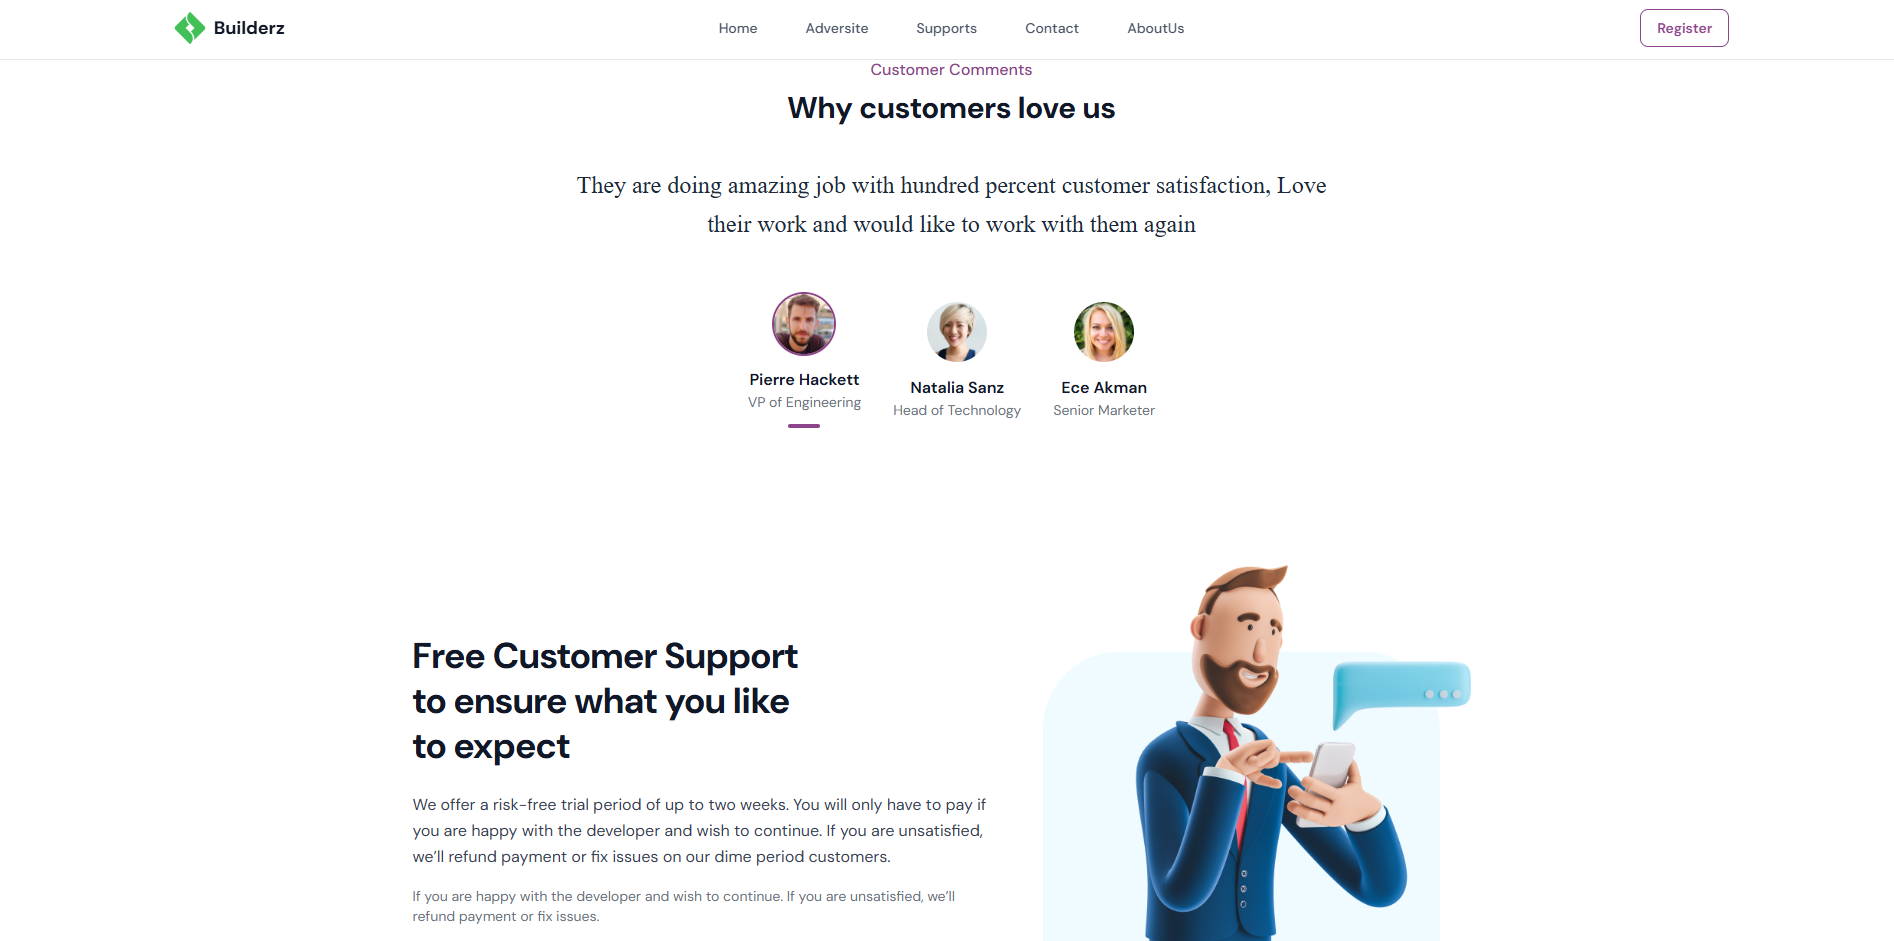 Builderz
Home
Adversite
Supports
Contact
AboutUs
Register
Customer Comments
Why customers love us
They are doing amazing job with hundred percent customer satisfaction, Love
their work and would like to work with them again
Pierre Hackett
VP of Engineering
Natalia Sanz
Head of Technology
Ece Akman
Senior Marketer
Free Customer Support
to ensure what you like
to expect
We offer a risk-free trial period of up to two weeks. You will only have to pay if
you are happy with the developer and wish to continue. If you are unsatisfied,
we’ll refund payment or fix issues on our dime period customers.
If you are happy with the developer and wish to continue. If you are unsatisfied, we’ll
refund payment or fix issues.